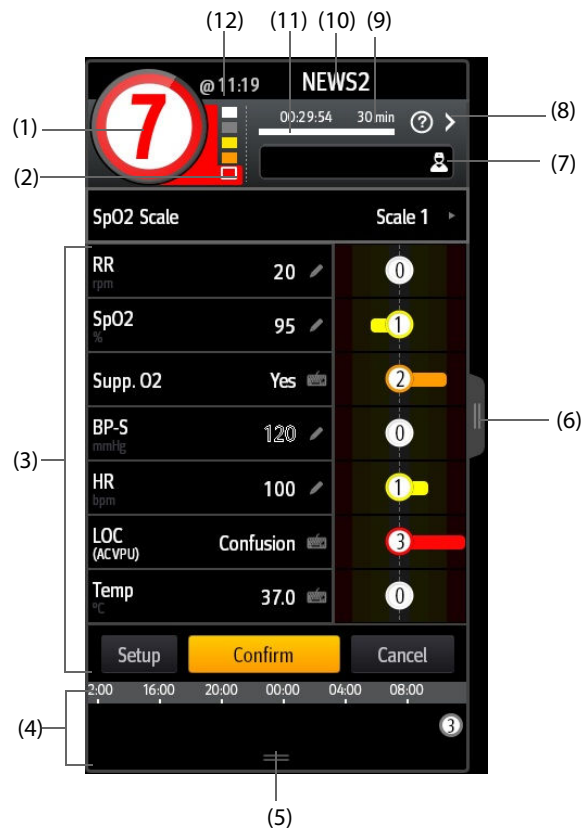 (12) (11) (10) (9)
@11:19 NEWS2
(1) 7 00:29:54 30 min ? (8)
(2) (7)
SpO2 Scale Scale 1
RR 20 0
rpm
SpO2 95 1
%
Supp. O2 Yes 2
(6)
BP-S 120 0
mmHg
(3)
HR 100 1
bpm
LOC Confusion 3
(ACVPU)
Temp 37.0 0
°C
Setup Confirm Cancel
2:00 16:00 20:00 00:00 04:00 08:00
(4) 3
(5)